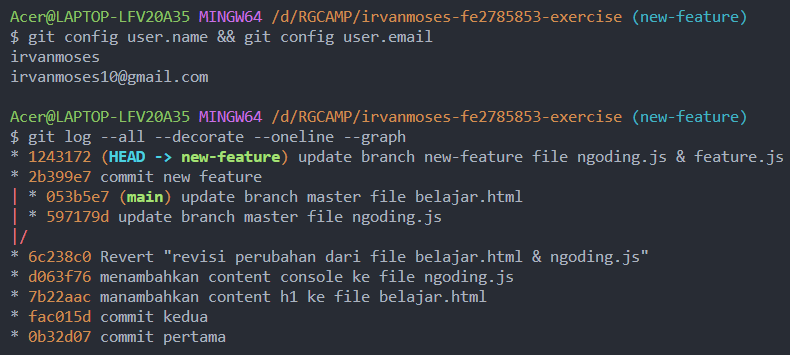 Acer@LAPTOP-LFV20A35 MINGW64 /d/RGCAMP/irvanmoses-fe2785853-exercise (new-feature)
$ git config user.name && git config user.email
irvanmoses
irvanmoses10@gmail.com
Acer@LAPTOP-LFV20A35 MINGW64 /d/RGCAMP/irvanmoses-fe2785853-exercise (new-feature)
$ git log --all --decorate --oneline --graph
* 1243172 (HEAD -> new-feature) update branch new-feature file ngoding.js & feature.js
* 2b399e7 commit new feature
| * 053b5e7 (main) update branch master file belajar.html
| * 597179d update branch master file ngoding.js
|/
* 6c238c0 Revert "revisi perubahan dari file belajar.html & ngoding.js"
* d063f76 menambahkan content console ke file ngoding.js
* 7b22aac manambahkan content h1 ke file belajar.html
* fac015d commit kedua
* 0b32d07 commit pertama